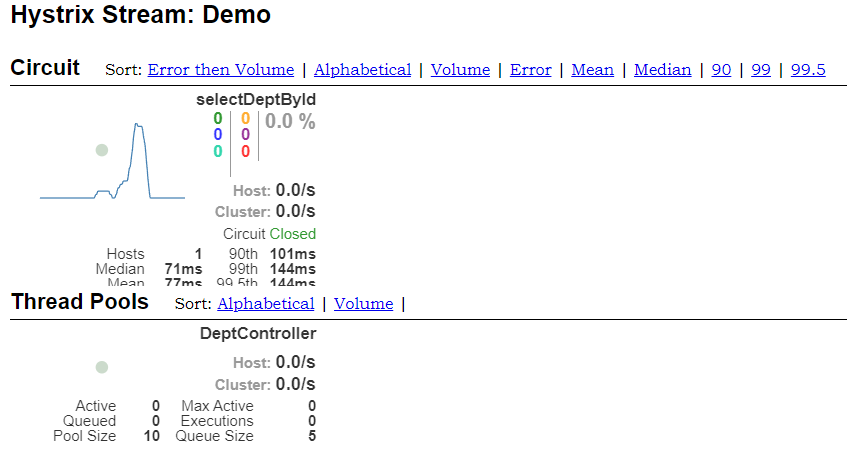 Hystrix Stream: Demo
Circuit Sort: Error then Volume | Alphabetical | Volume | Error | Mean | Median | 90 | 99 | 99.5
selectDeptById
0 0 0.0 %
0 0
0 0
Host: 0.0/s
Cluster: 0.0/s
Circuit Closed
Hosts 1 90th 101ms
Median 71ms 99th 144ms
Mean 77ms 99.5th 144ms
Thread Pools Sort: Alphabetical | Volume |
DeptController
Host: 0.0/s
Cluster: 0.0/s
Active 0 Max Active 0
Queued 0 Executions 0
Pool Size 10 Queue Size 5